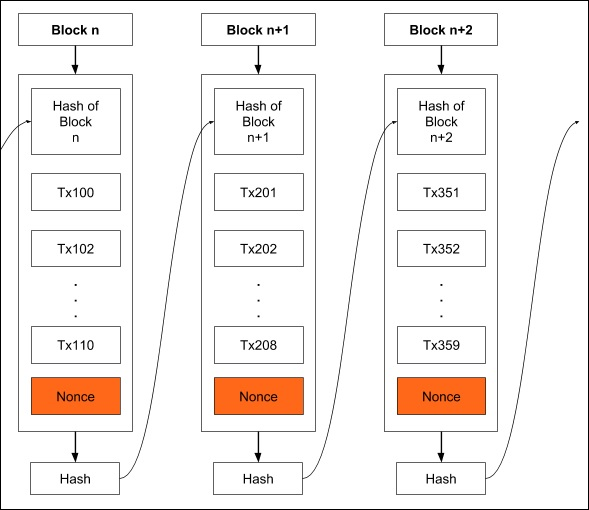 Block n
Hash of
Block
n
Tx100
Tx102
.
.
.
Tx110
Nonce
Hash
Block n+1
Hash of
Block
n+1
Tx201
Tx202
.
.
.
Tx208
Nonce
Hash
Block n+2
Hash of
Block
n+2
Tx351
Tx352
.
.
.
Tx359
Nonce
Hash